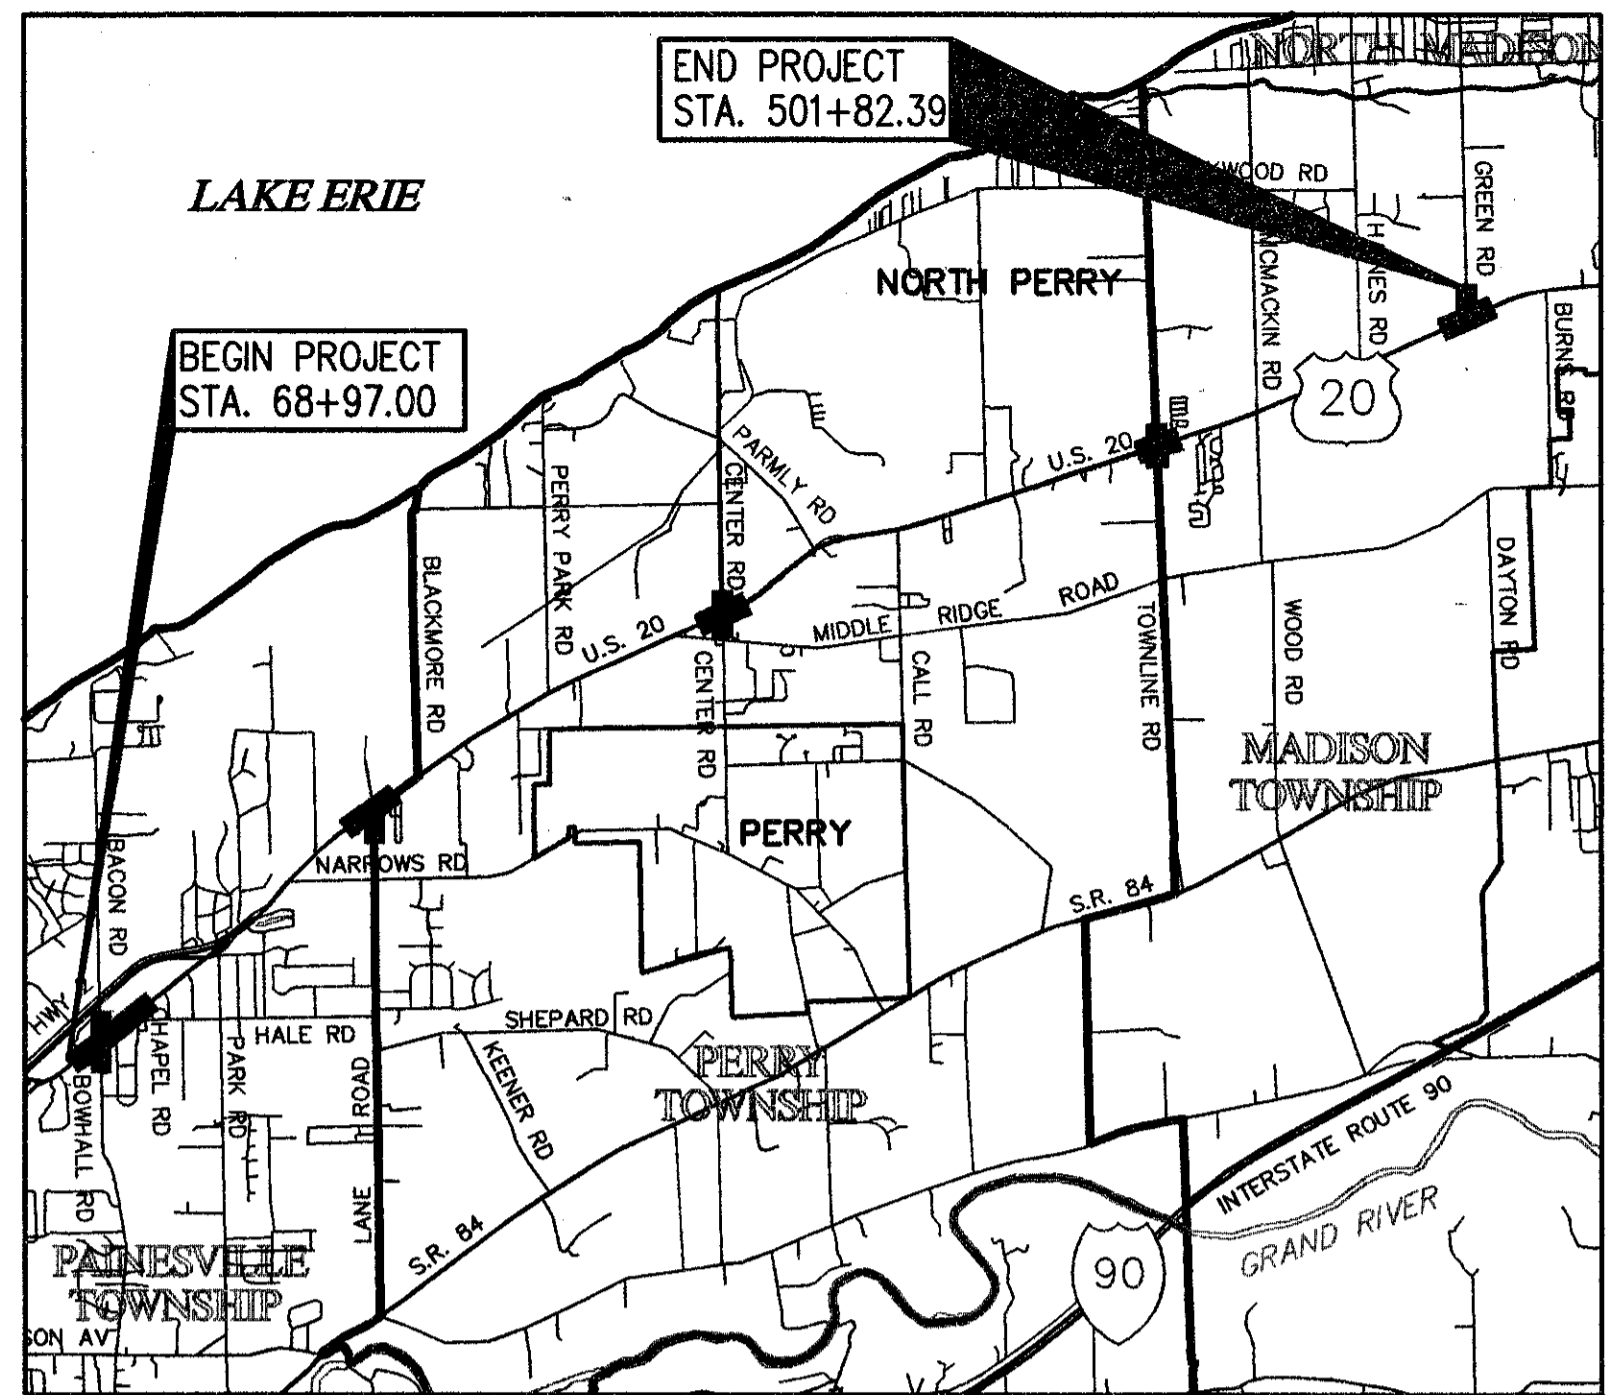 NORTH MADISON
END PROJECT
STA. 501+82.39
LAKE ERIE
WOOD RD
GREEN RD
NORTH PERRY
MCMACKIN RD
BURNS RD
BEGIN PROJECT
STA. 68+97.00
20
U.S. 20
PARMLY RD
CENTER RD
PERRY PARK RD
BLACKMORE RD
DAYTON RD
MIDDLE RIDGE ROAD
U.S. 20
TOWNLINE RD
WOOD RD
CENTER RD
CALL RD
MADISON
TOWNSHIP
PERRY
NARROWS RD
BACON RD
S.R. 84
HWY
HALE RD
SHEPARD RD
CHAPEL RD
PARK RD
LANE ROAD
KEENER RD
PERRY
TOWNSHIP
BOWHALL RD
INTERSTATE ROUTE 90
GRAND RIVER
S.R. 84
90
PAINESVILLE
TOWNSHIP
SON AV